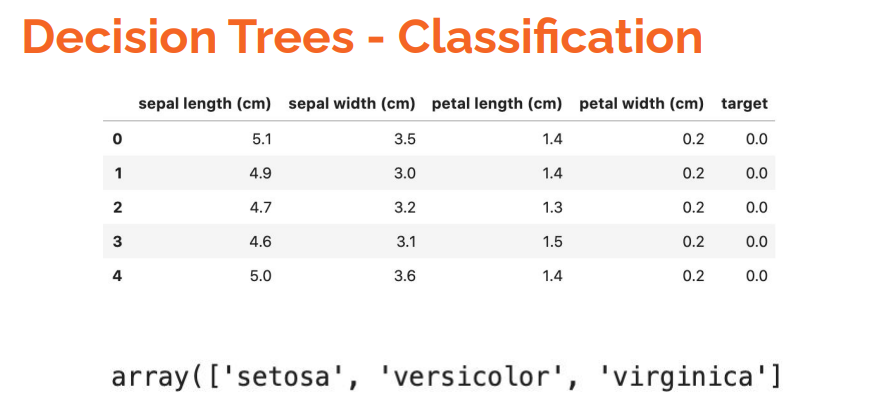 Decision Trees - Classification
sepal length (cm) sepal width (cm) petal length (cm) petal width (cm) target
0 5.1 3.5 1.4 0.2 0.0
1 4.9 3.0 1.4 0.2 0.0
2 4.7 3.2 1.3 0.2 0.0
3 4.6 3.1 1.5 0.2 0.0
4 5.0 3.6 1.4 0.2 0.0
array(['setosa', 'versicolor', 'virginica']